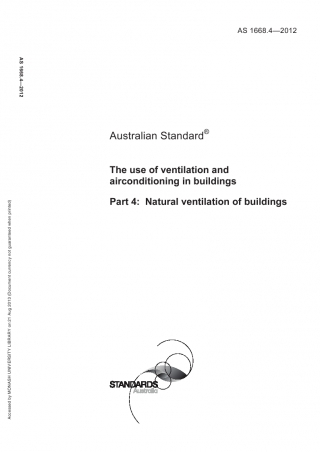 AS 1668.4—2012
AS 1668.4—2012
Australian Standard®
The use of ventilation and
airconditioning in buildings
Part 4: Natural ventilation of buildings
Accessed by MONASH UNIVERSITY LIBRARY on 21 Aug 2013 (Document currency not guaranteed when printed)
STANDARDS
Australia